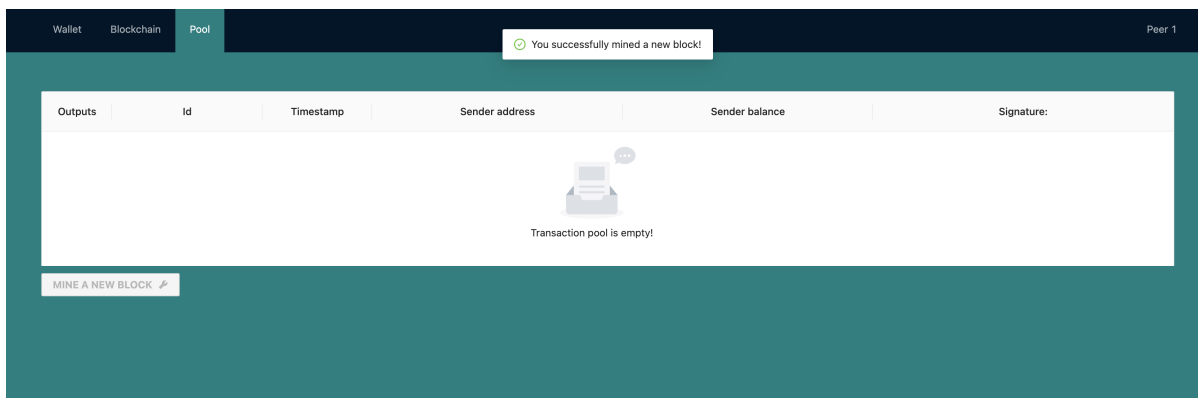 Wallet Blockchain Pool Peer 1
You successfully mined a new block!
Outputs Id Timestamp Sender address Sender balance Signature:
Transaction pool is empty!
MINE A NEW BLOCK